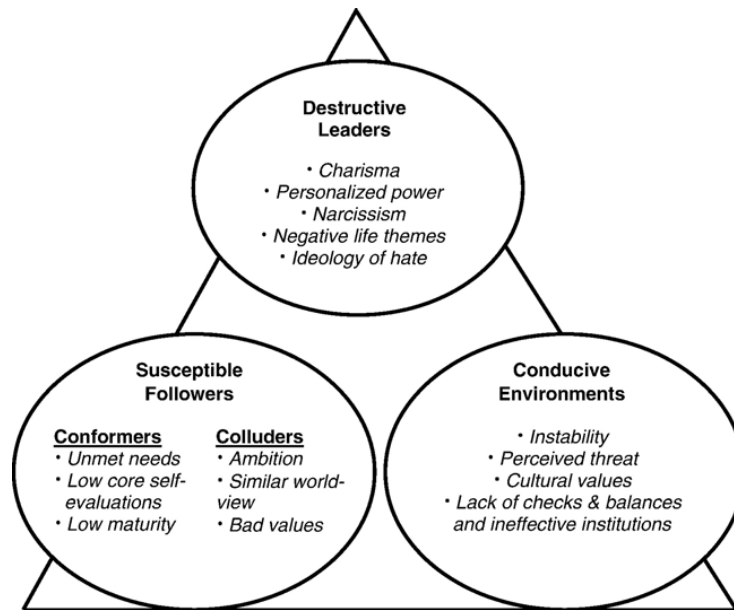 Destructive
Leaders
• Charisma
• Personalized power
• Narcissism
• Negative life themes
• Ideology of hate
Susceptible
Followers
Conformers
• Unmet needs
• Low core self-
evaluations
• Low maturity
Colluders
• Ambition
• Similar world-
view
• Bad values
Conducive
Environments
• Instability
• Perceived threat
• Cultural values
• Lack of checks & balances
and ineffective institutions